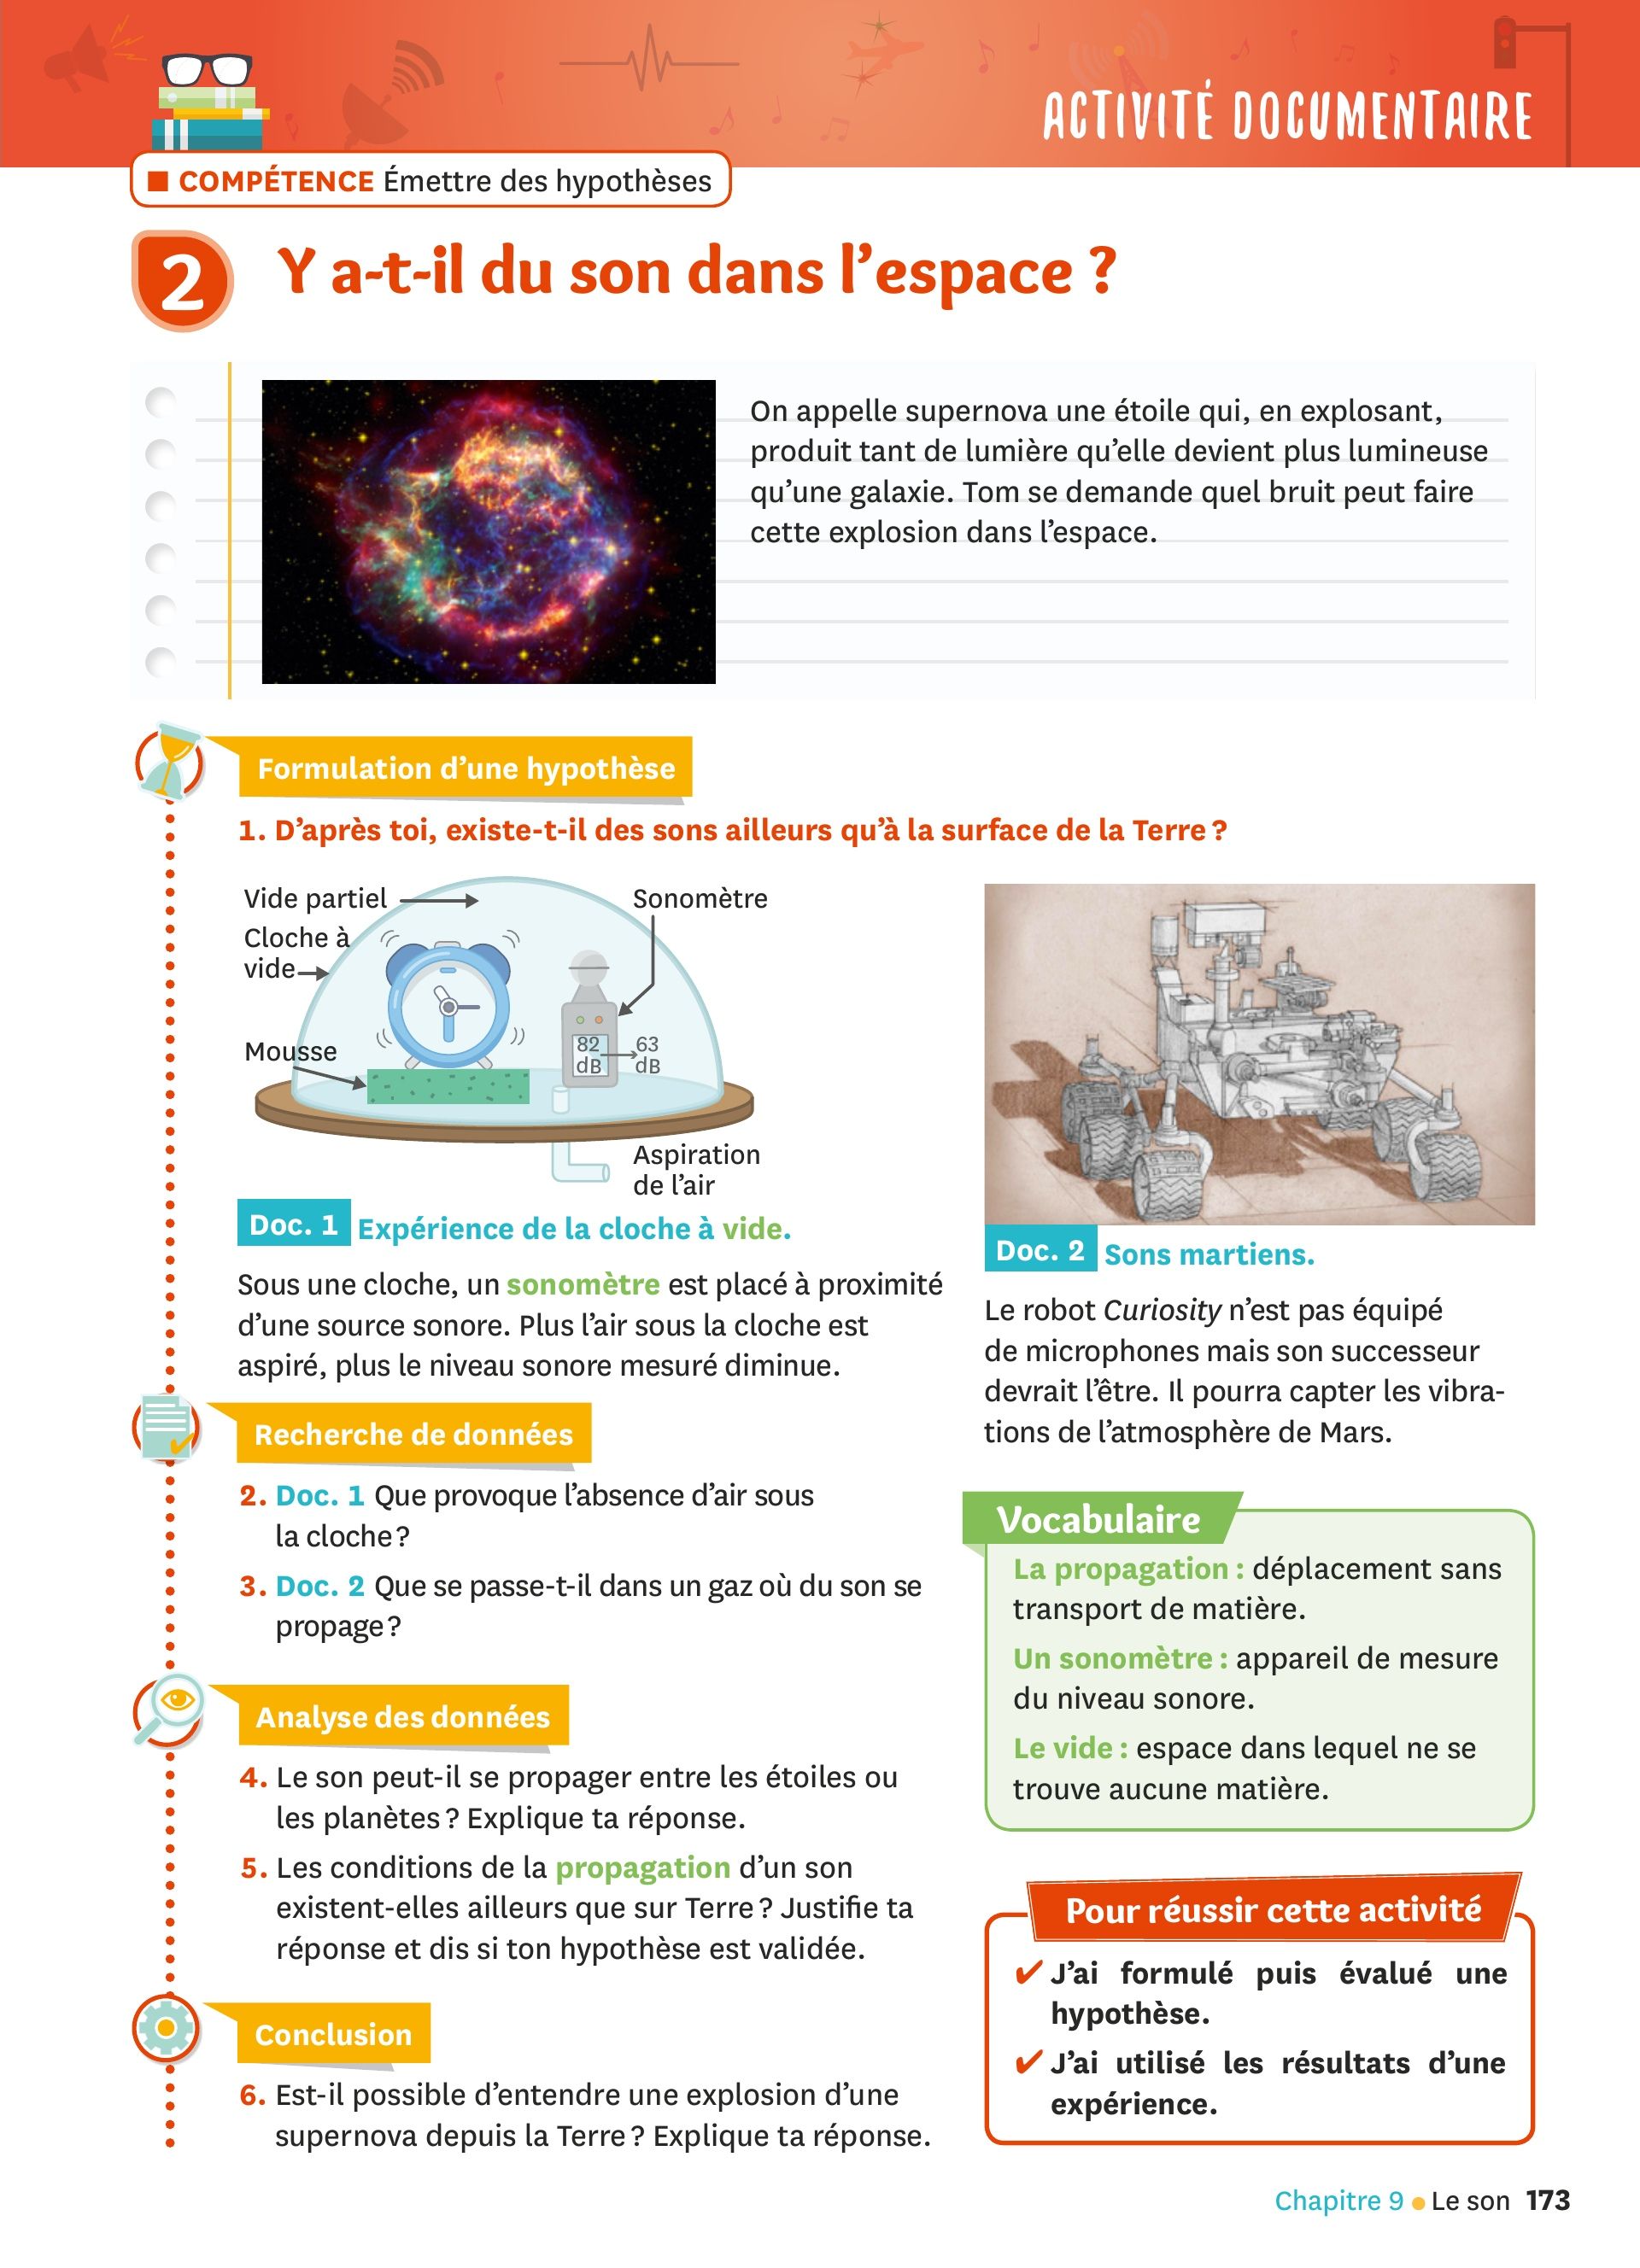 ACTIVITÉ DOCUMENTAIRE
■ COMPÉTENCE Émettre des hypothèses
2 Y a-t-il du son dans l’espace ?
On appelle supernova une étoile qui, en explosant,
produit tant de lumière qu’elle devient plus lumineuse
qu’une galaxie. Tom se demande quel bruit peut faire
cette explosion dans l’espace.
Formulation d’une hypothèse
1. D’après toi, existe-t-il des sons ailleurs qu’à la surface de la Terre ?
Vide partiel
Sonomètre
Cloche à
vide
Mousse
82
dB
63
dB
Aspiration
de l’air
Doc. 1 Expérience de la cloche à vide.
Sous une cloche, un sonomètre est placé à proximité
d’une source sonore. Plus l’air sous la cloche est
aspiré, plus le niveau sonore mesuré diminue.
Doc. 2 Sons martiens.
Le robot Curiosity n’est pas équipé
de microphones mais son successeur
devrait l’être. Il pourra capter les vibra-
tions de l’atmosphère de Mars.
Recherche de données
2. Doc. 1 Que provoque l’absence d’air sous
la cloche ?
3. Doc. 2 Que se passe-t-il dans un gaz où du son se
propage ?
Vocabulaire
La propagation : déplacement sans
transport de matière.
Un sonomètre : appareil de mesure
du niveau sonore.
Le vide : espace dans lequel ne se
trouve aucune matière.
Analyse des données
4. Le son peut-il se propager entre les étoiles ou
les planètes ? Explique ta réponse.
5. Les conditions de la propagation d’un son
existent-elles ailleurs que sur Terre ? Justifie ta
réponse et dis si ton hypothèse est validée.
Pour réussir cette activité
✔ J’ai formulé puis évalué une
hypothèse.
✔ J’ai utilisé les résultats d’une
expérience.
Conclusion
6. Est-il possible d’entendre une explosion d’une
supernova depuis la Terre ? Explique ta réponse.
Chapitre 9 ● Le son 173